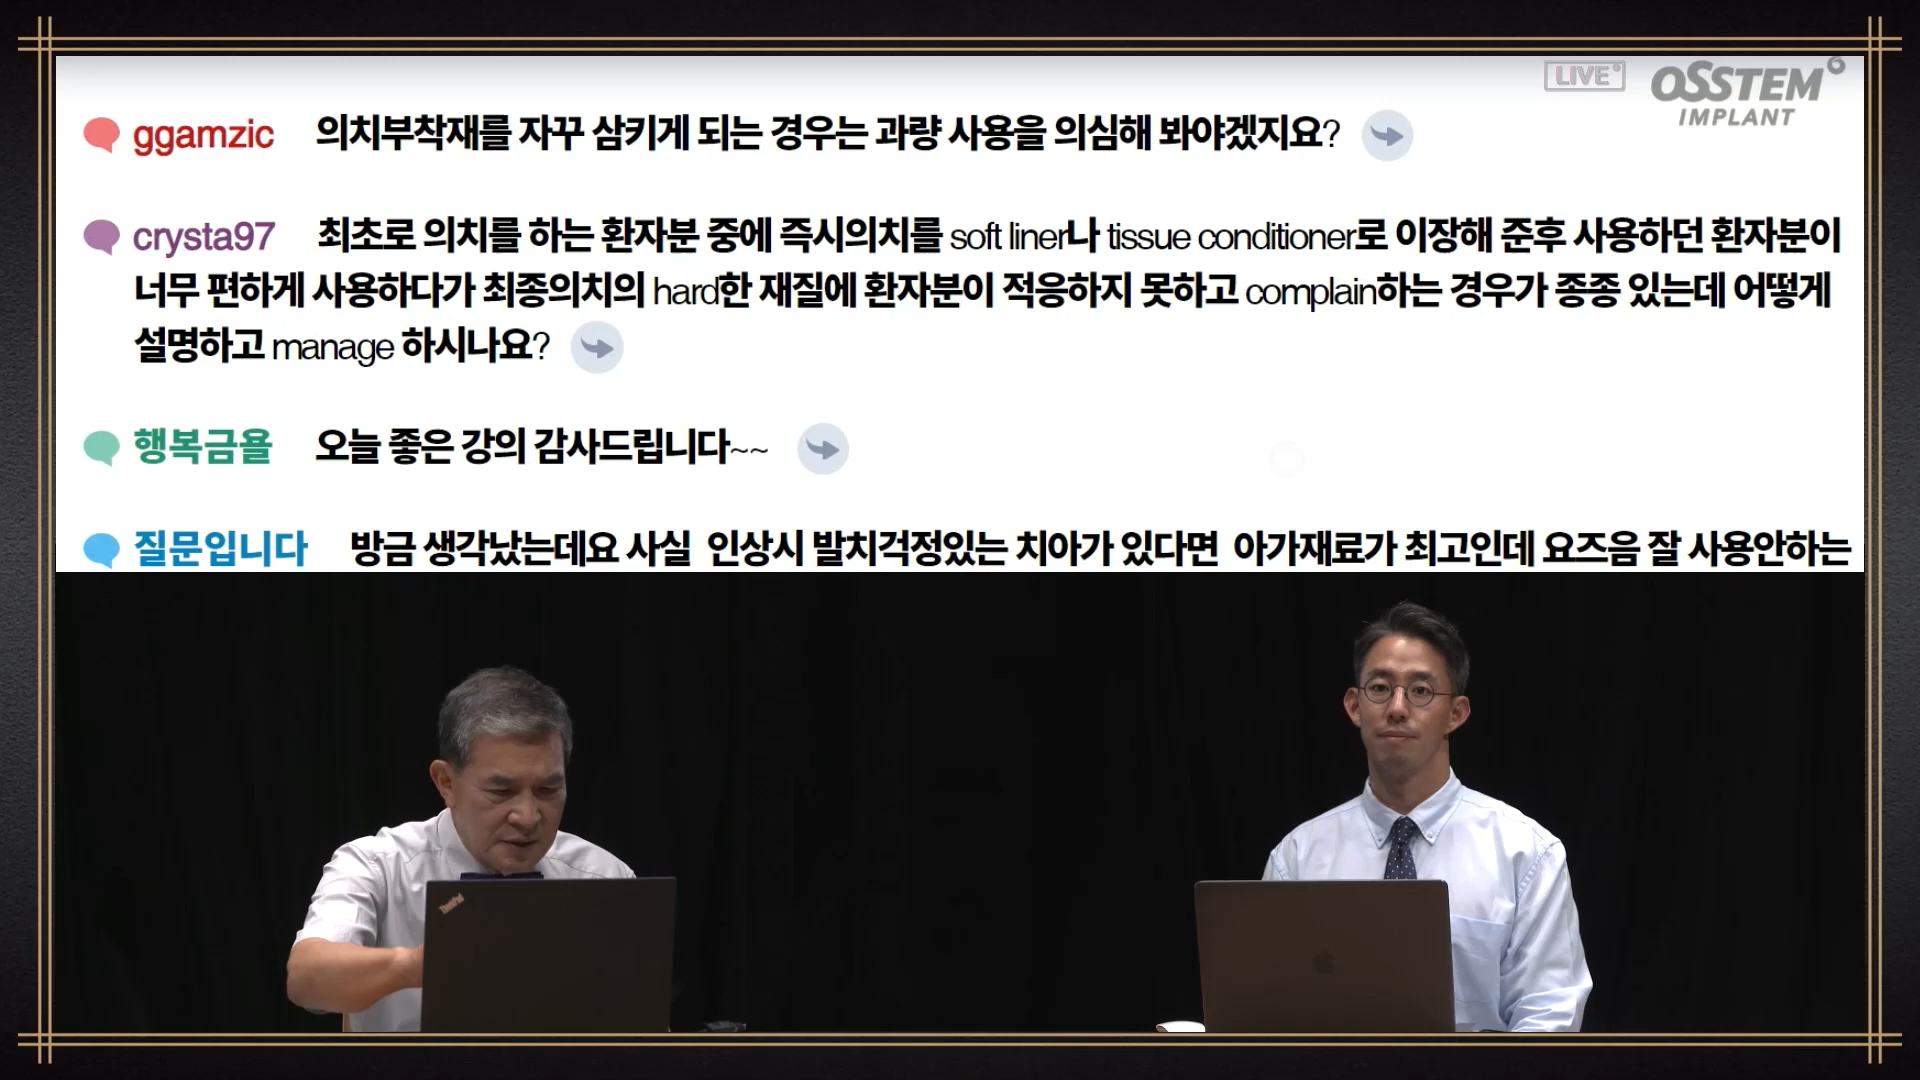 LIVE
OSSTEM
IMPLANT
ggamzic 의치부착재를 자꾸 삼키게 되는 경우는 과량 사용을 의심해 봐야겠지요?
crysta97 최초로 의치를 하는 환자분 중에 즉시의치를 soft liner나 tissue conditioner로 이장해 준후 사용하던 환자분이
너무 편하게 사용하다가 최종의치의 hard한 재질에 환자분이 적응하지 못하고 complain하는 경우가 종종 있는데 어떻게
설명하고 manage 하시나요?
행복금율 오늘 좋은 강의 감사드립니다~~
질문입니다 방금 생각났는데요 사실 인상시 발치걱정있는 치아가 있다면 아가재료가 최고인데 요즈음 잘 사용안하는
ThinkPad